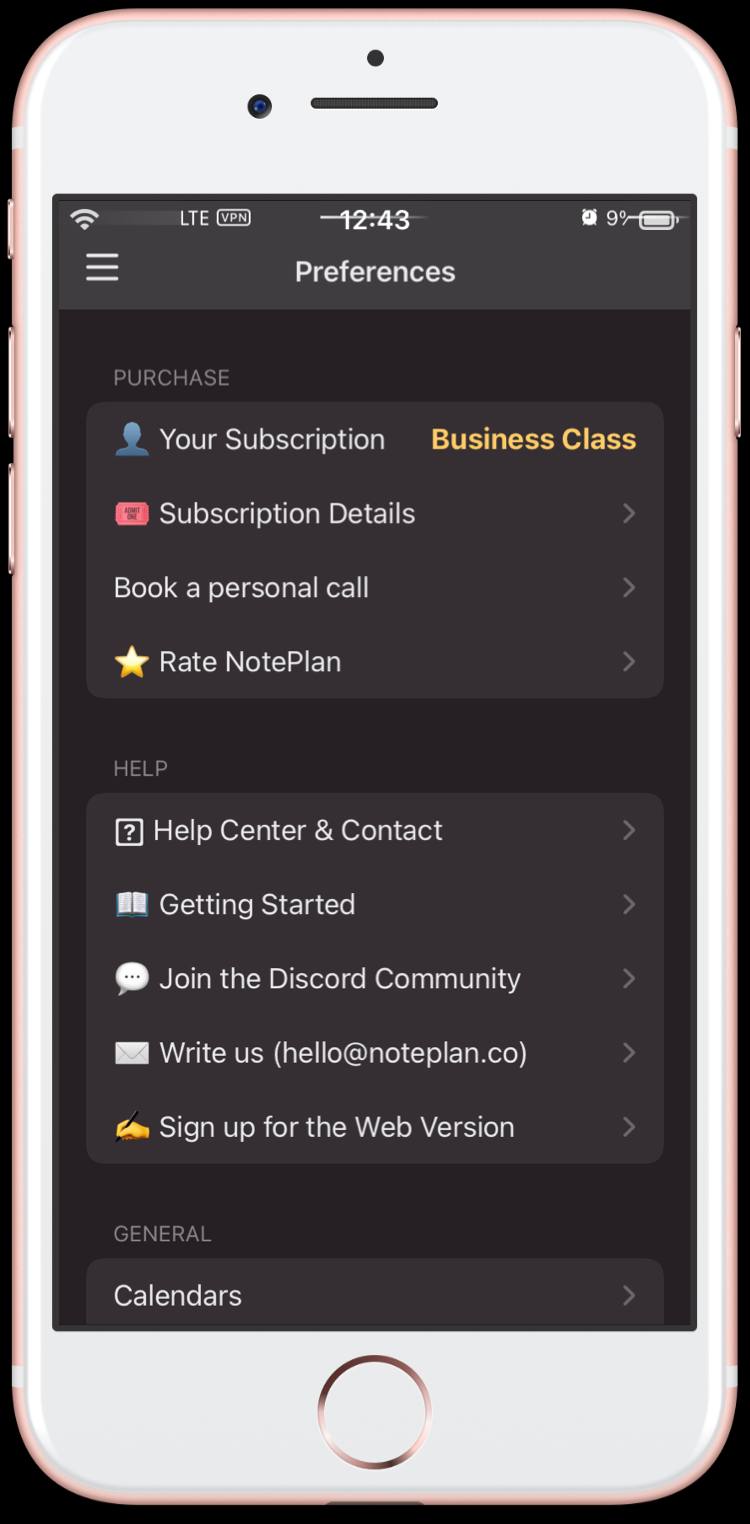 LTE VPN 12:43 9%
Preferences
PURCHASE
Your Subscription Business Class
ADMIT ONE Subscription Details
Book a personal call
Rate NotePlan
HELP
? Help Center & Contact
Getting Started
Join the Discord Community
Write us (hello@noteplan.co)
Sign up for the Web Version
GENERAL
Calendars